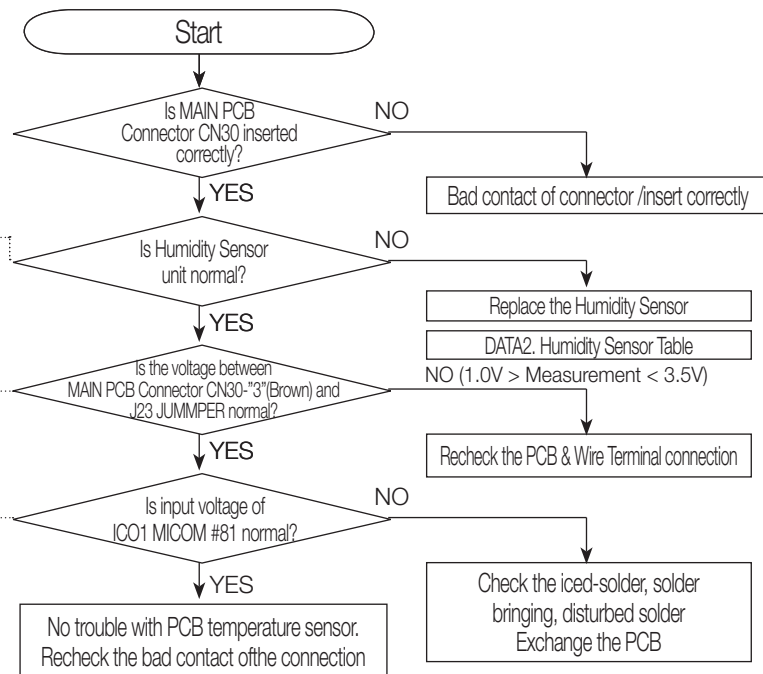 Start
Is MAIN PCB
Connector CN30 inserted
correctly?
NO
Bad contact of connector /insert correctly
YES
Is Humidity Sensor
unit normal?
NO
Replace the Humidity Sensor
DATA2. Humidity Sensor Table
YES
Is the voltage between
MAIN PCB Connector CN30-"3"(Brown) and
J23 JUMMPER normal?
NO (1.0V > Measurement < 3.5V)
Recheck the PCB & Wire Terminal connection
YES
Is input voltage of
ICO1 MICOM #81 normal?
NO
Check the iced-solder, solder
bringing, disturbed solder
Exchange the PCB
YES
No trouble with PCB temperature sensor.
Recheck the bad contact ofthe connection